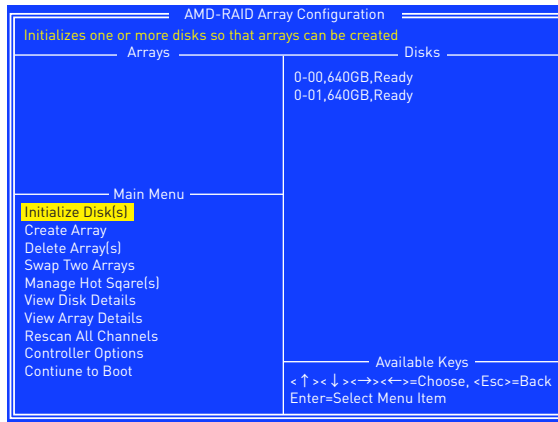 AMD-RAID Array Configuration
Initializes one or more disks so that arrays can be created
Arrays
Disks
0-00,640GB,Ready
0-01,640GB,Ready
Main Menu
Initialize Disk(s)
Create Array
Delete Array(s)
Swap Two Arrays
Manage Hot Sqare(s)
View Disk Details
View Array Details
Rescan All Channels
Controller Options
Contiune to Boot
Available Keys
<↑><↓><→><←>=Choose, <Esc>=Back
Enter=Select Menu Item